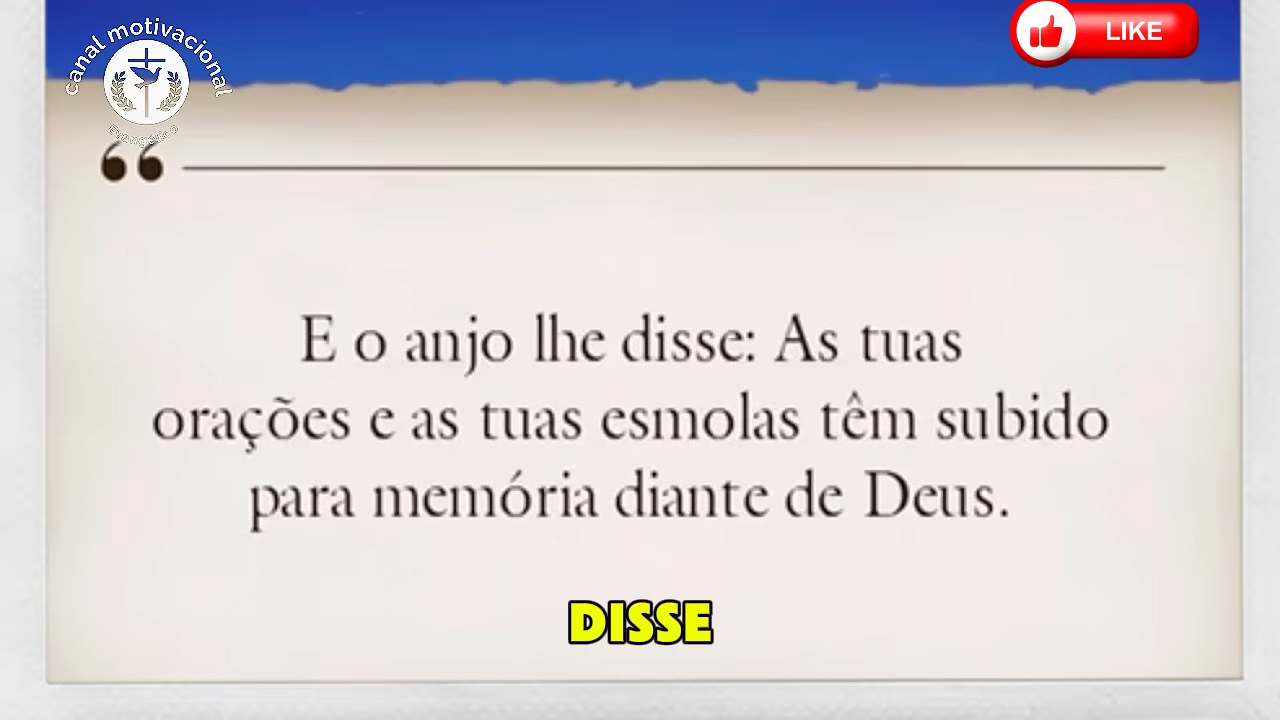 canal motivacional
evangélico
LIKE
E o anjo lhe disse: As tuas
orações e as tuas esmolas têm subido
para memória diante de Deus.
DISSE